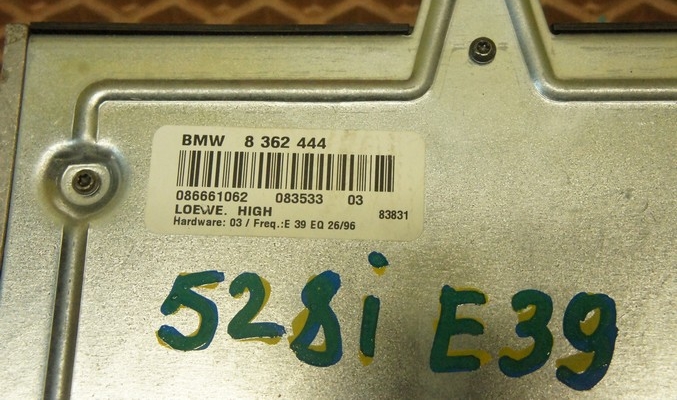 BMW 8 362 444
086661062 083533 03
LOEWE. HIGH 83831
Hardware: 03 / Freq.:E 39 EQ 26/96
528i E39